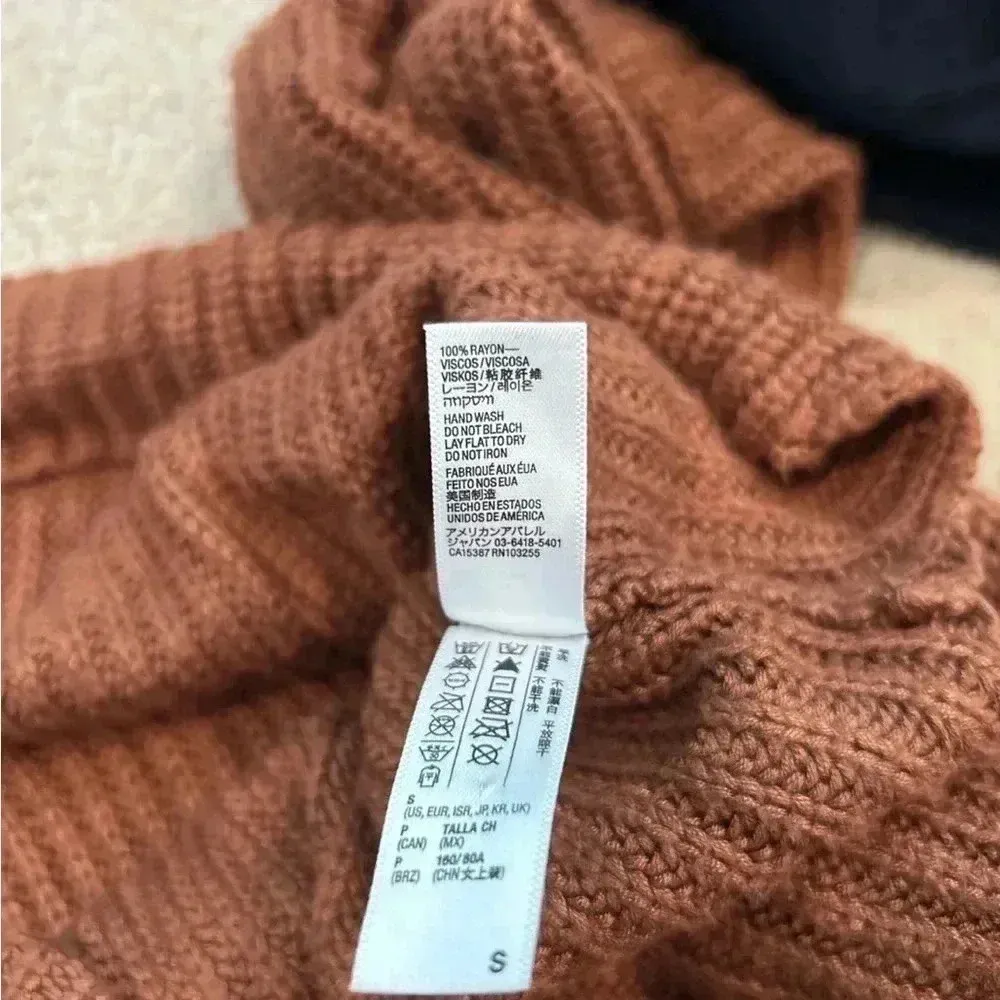 100% RAYON—
VISCOS/VISCOSA
VISKOS/粘胶纤维
レーヨン/레이온
וויסקוזה
HAND WASH
DO NOT BLEACH
LAY FLAT TO DRY
DO NOT IRON
FABRIQUÉ AUX ÉUA
FEITO NOS EUA
美国制造
HECHO EN ESTADOS
UNIDOS DE AMÉRICA
アメリカンアパレル
ジャパン 03-6418-5401
CA15387 RN103255
手洗
不能漂白 平放晾干
不能干洗
S
(US, EUR, ISR, JP, KR, UK)
P TALLA CH
(CAN) (MX)
P 160/80A
(BRZ) (CHN女上装)
S